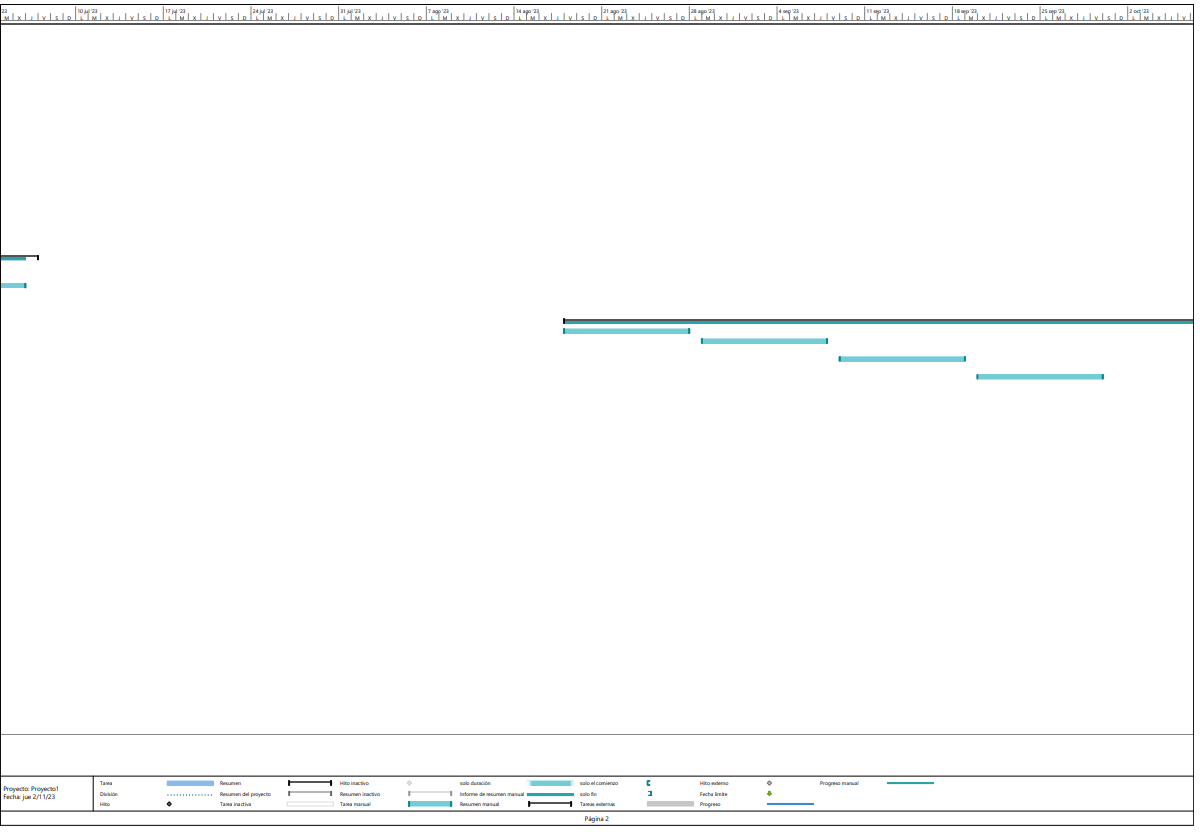 23 10 jul '23 17 jul '23 24 jul '23 31 jul '23 7 ago '23 14 ago '23 21 ago '23 28 ago '23 4 sep '23 11 sep '23 18 sep '23 25 sep '23 2 oct '23
M X J V S D L M X J V S D L M X J V S D L M X J V S D L M X J V S D L M X J V S D L M X J V S D L M X J V S D L M X J V S D L M X J V S D L M X J V S D L M X J V S D L M X J V S D L M X J V S D L M X J V
Proyecto: Proyecto1
Fecha: jue 2/11/23
Tarea
División
Hito
Resumen
Resumen del proyecto
Tarea inactiva
Hito inactivo
Resumen inactivo
Tarea manual
solo duración
Informe de resumen manual
Resumen manual
solo el comienzo
solo fin
Tareas externas
Hito externo
Fecha límite
Progreso
Progreso manual
Página 2